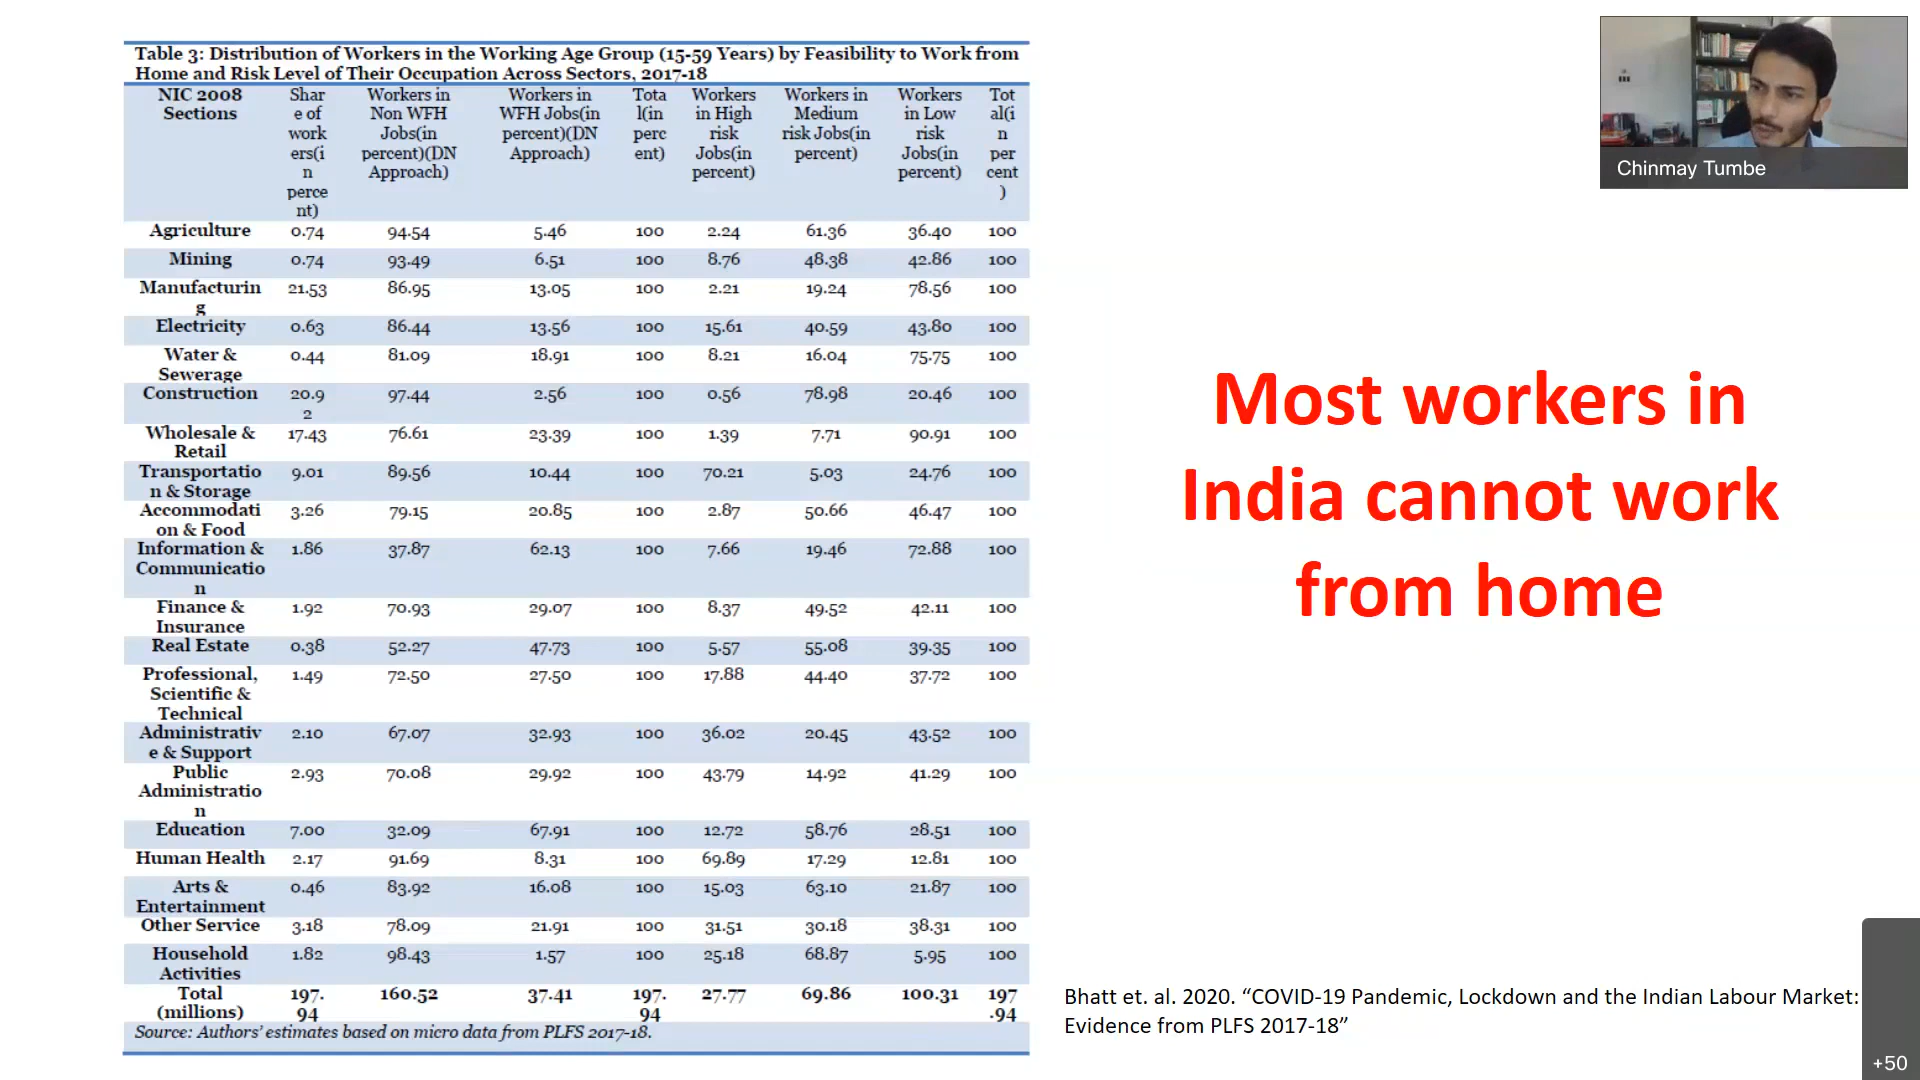 Table 3: Distribution of Workers in the Working Age Group (15-59 Years) by Feasibility to Work from
Home and Risk Level of Their Occupation Across Sectors, 2017-18
NIC 2008 Sections | Shar e of work ers(i n perce nt) | Workers in Non WFH Jobs(in percent)(DN Approach) | Workers in WFH Jobs(in percent)(DN Approach) | Tota l(in perc ent) | Workers in High risk Jobs(in percent) | Workers in Medium risk Jobs(in percent) | Workers in Low risk Jobs(in percent) | Tot al(i n per cent )
Agriculture 0.74 94.54 5.46 100 2.24 61.36 36.40 100
Mining 0.74 93.49 6.51 100 8.76 48.38 42.86 100
Manufacturin g 21.53 86.95 13.05 100 2.21 19.24 78.56 100
Electricity 0.63 86.44 13.56 100 15.61 40.59 43.80 100
Water & Sewerage 0.44 81.09 18.91 100 8.21 16.04 75.75 100
Construction 20.9 2 97.44 2.56 100 0.56 78.98 20.46 100
Wholesale & Retail 17.43 76.61 23.39 100 1.39 7.71 90.91 100
Transportatio n & Storage 9.01 89.56 10.44 100 70.21 5.03 24.76 100
Accommodati on & Food 3.26 79.15 20.85 100 2.87 50.66 46.47 100
Information & Communicatio n 1.86 37.87 62.13 100 7.66 19.46 72.88 100
Finance & Insurance 1.92 70.93 29.07 100 8.37 49.52 42.11 100
Real Estate 0.38 52.27 47.73 100 5.57 55.08 39.35 100
Professional, Scientific & Technical 1.49 72.50 27.50 100 17.88 44.40 37.72 100
Administrativ e & Support 2.10 67.07 32.93 100 36.02 20.45 43.52 100
Public Administratio n 2.93 70.08 29.92 100 43.79 14.92 41.29 100
Education 7.00 32.09 67.91 100 12.72 58.76 28.51 100
Human Health 2.17 91.69 8.31 100 69.89 17.29 12.81 100
Arts & Entertainment 0.46 83.92 16.08 100 15.03 63.10 21.87 100
Other Service 3.18 78.09 21.91 100 31.51 30.18 38.31 100
Household Activities 1.82 98.43 1.57 100 25.18 68.87 5.95 100
Total (millions) 197. 94 160.52 37.41 197. 94 27.77 69.86 100.31 197 .94
Source: Authors' estimates based on micro data from PLFS 2017-18.
Chinmay Tumbe
Most workers in
India cannot work
from home
Bhatt et. al. 2020. “COVID-19 Pandemic, Lockdown and the Indian Labour Market:
Evidence from PLFS 2017-18”
+50